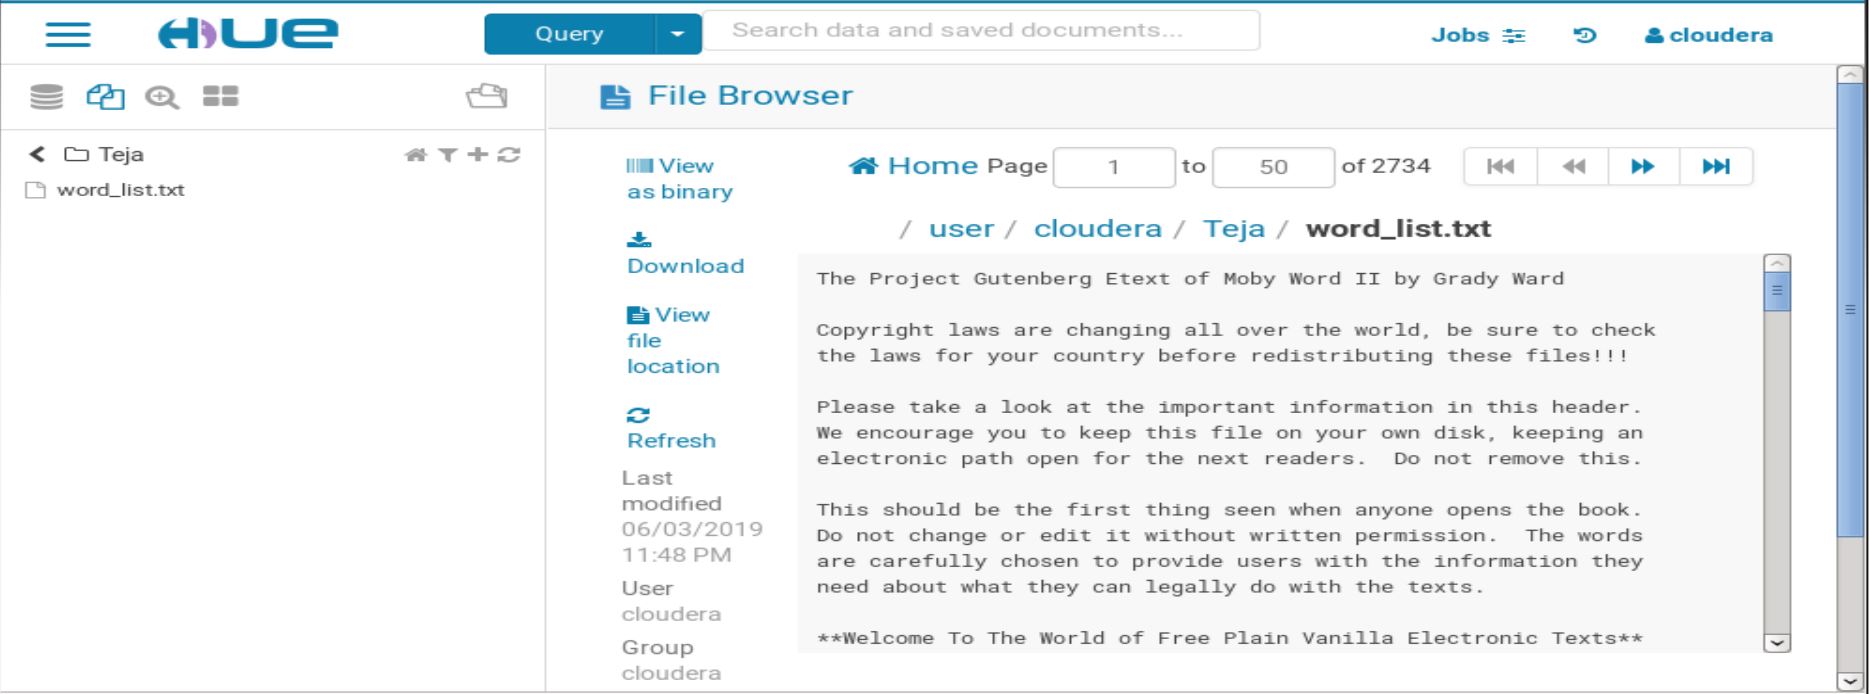 HUE
Query
Search data and saved documents...
Jobs
cloudera
Teja
word_list.txt
File Browser
View
as binary
Download
View
file
location
Refresh
Last
modified
06/03/2019
11:48 PM
User
cloudera
Group
cloudera
Home Page 1 to 50 of 2734
/ user / cloudera / Teja / word_list.txt
The Project Gutenberg Etext of Moby Word II by Grady Ward
Copyright laws are changing all over the world, be sure to check
the laws for your country before redistributing these files!!!
Please take a look at the important information in this header.
We encourage you to keep this file on your own disk, keeping an
electronic path open for the next readers.  Do not remove this.
This should be the first thing seen when anyone opens the book.
Do not change or edit it without written permission.  The words
are carefully chosen to provide users with the information they
need about what they can legally do with the texts.
**Welcome To The World of Free Plain Vanilla Electronic Texts**